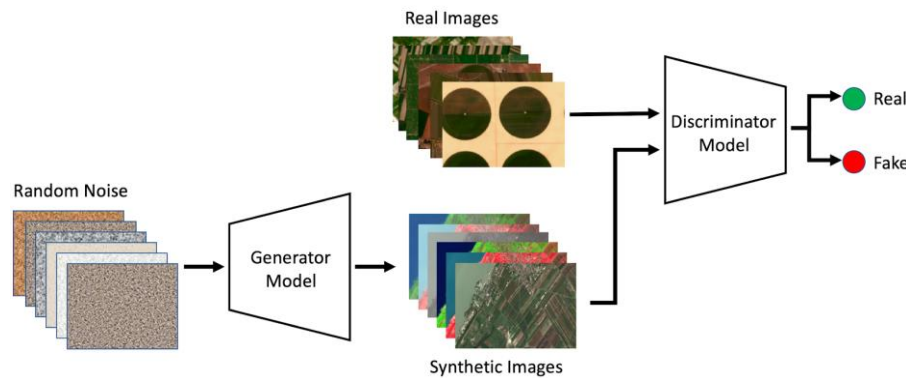 Real Images
Discriminator
Model
Real
Fake
Random Noise
Generator
Model
Synthetic Images